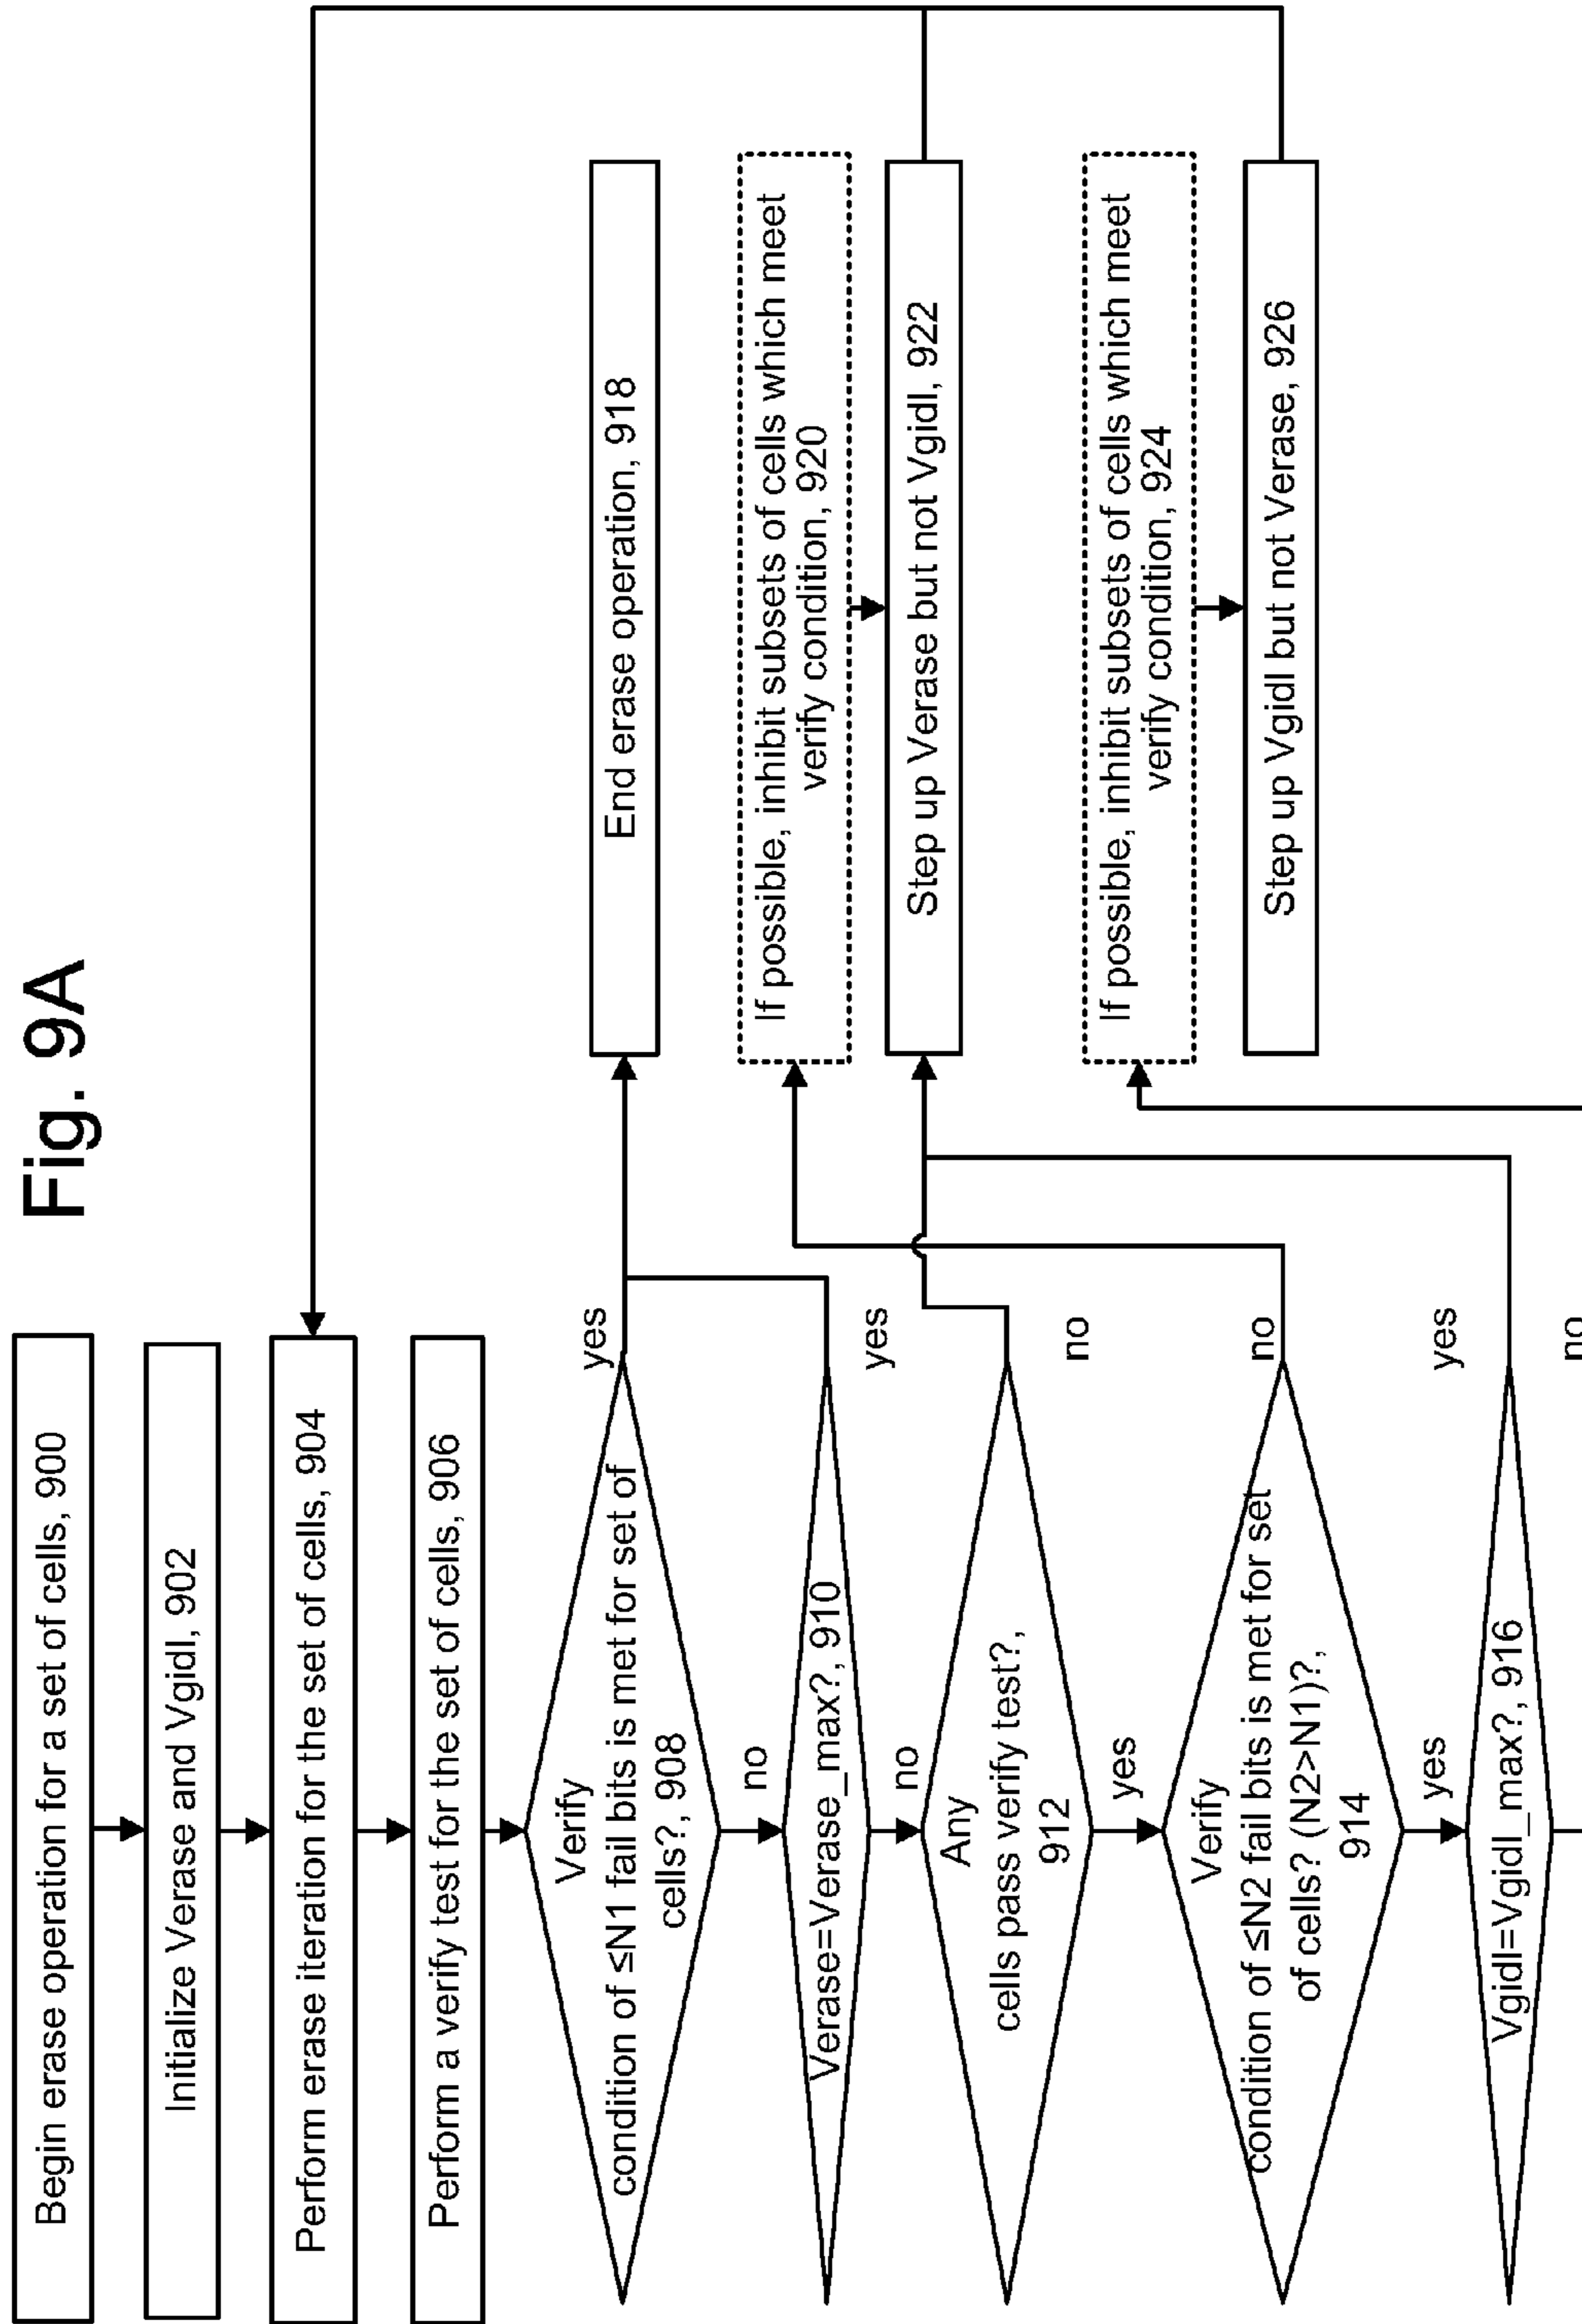 Fig. 9A
Begin erase operation for a set of cells, 900
Initialize Verase and Vgidl, 902
Perform erase iteration for the set of cells, 904
Perform a verify test for the set of cells, 906
Verify
condition of ≤N1 fail bits is met for set of
cells?, 908
yes
no
Verase=Verase_max?, 910
yes
no
Any
cells pass verify test?,
912
no
yes
Verify
condition of ≤N2 fail bits is met for set
of cells? (N2>N1)?,
914
no
yes
Vgidl=Vgidl_max?, 916
yes
no
End erase operation, 918
If possible, inhibit subsets of cells which meet
verify condition, 920
Step up Verase but not Vgidl, 922
If possible, inhibit subsets of cells which meet
verify condition, 924
Step up Vgidl but not Verase, 926